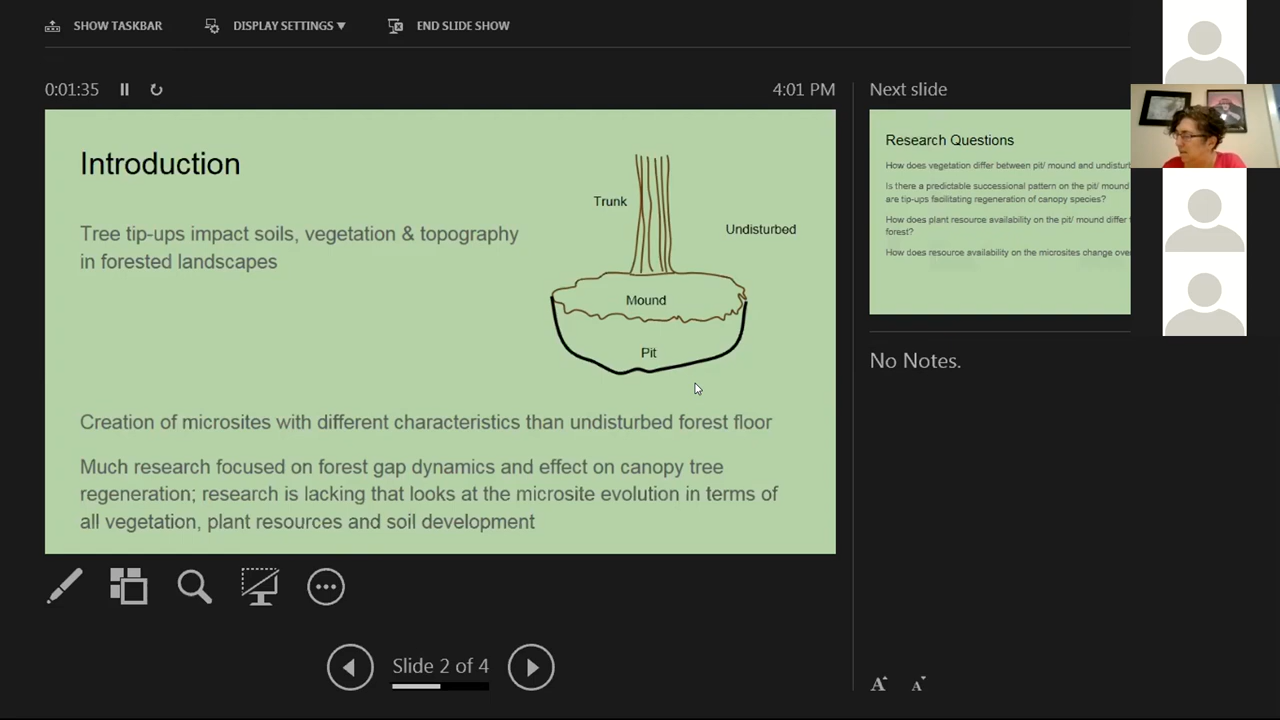 SHOW TASKBAR
DISPLAY SETTINGS
END SLIDE SHOW
0:01:35
4:01 PM
Introduction
Tree tip-ups impact soils, vegetation & topography
in forested landscapes
Trunk
Undisturbed
Mound
Pit
Creation of microsites with different characteristics than undisturbed forest floor
Much research focused on forest gap dynamics and effect on canopy tree
regeneration; research is lacking that looks at the microsite evolution in terms of
all vegetation, plant resources and soil development
Slide 2 of 4
Next slide
Research Questions
How does vegetation differ between pit/ mound and undisturb
Is there a predictable successional pattern on the pit/ mound
are tip-ups facilitating regeneration of canopy species?
How does plant resource availability on the pit/ mound differ
forest?
How does resource availability on the microsites change over
No Notes.
A A